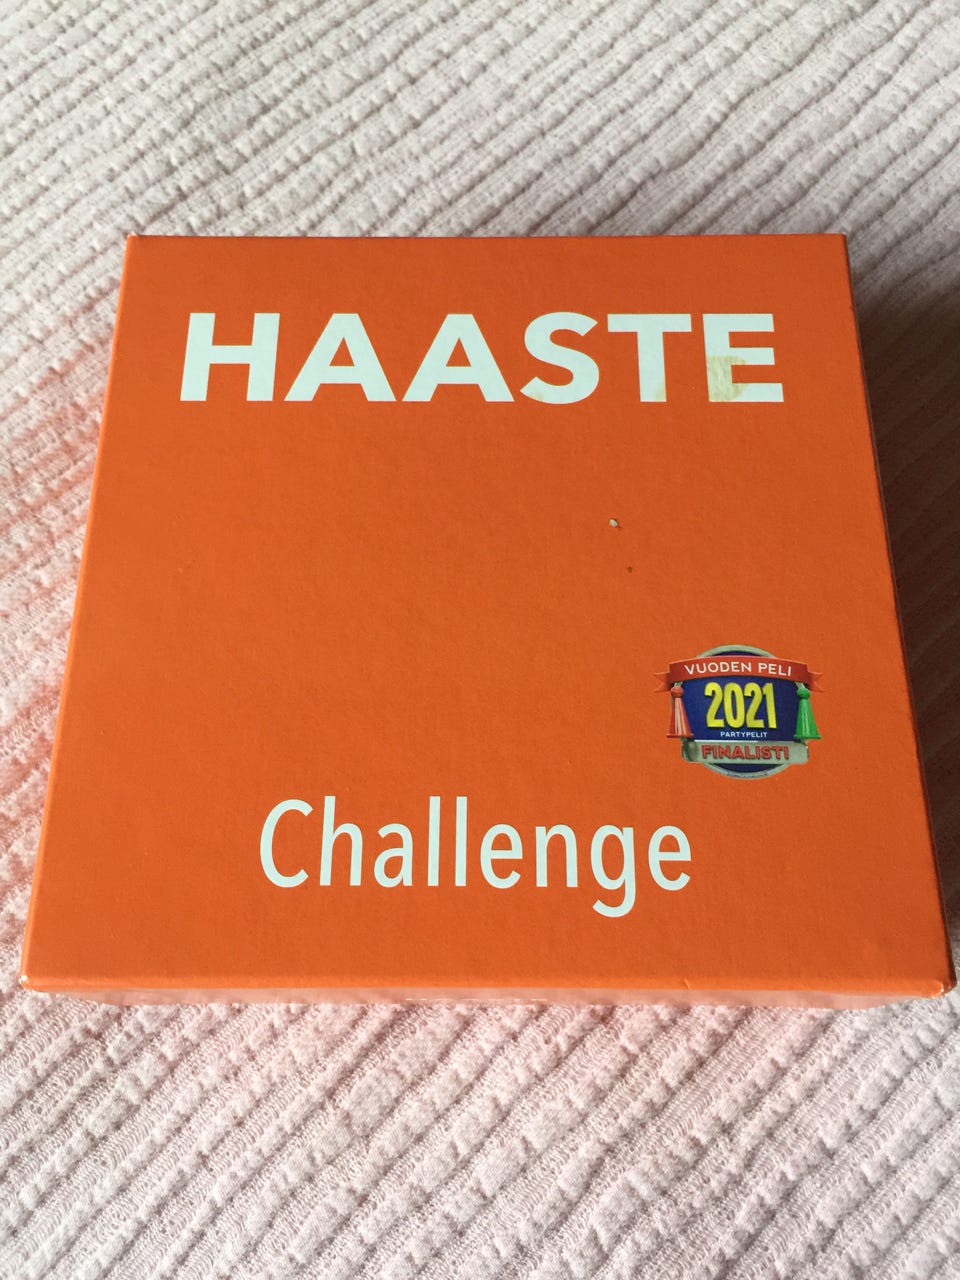 HAASTE
VUODEN PELI
2021
PARTYPELIT
FINALISTI
Challenge